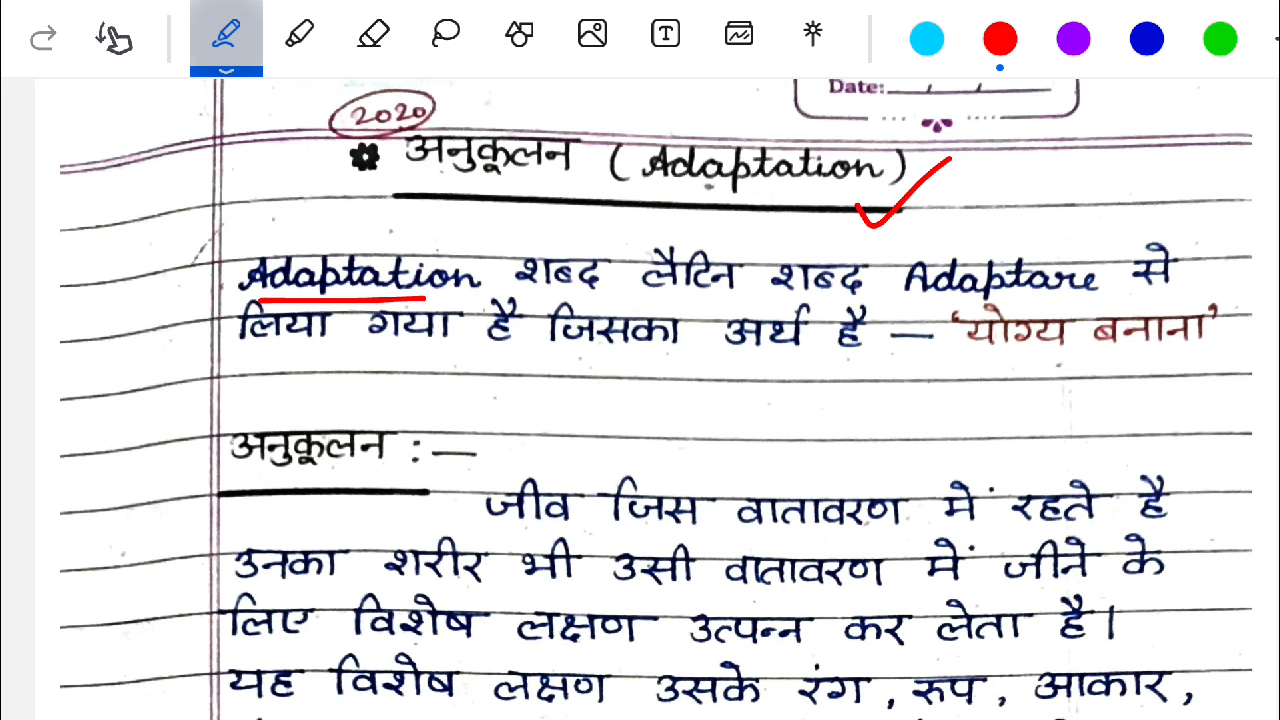 Date:
2020
# अनुकूलन (Adaptation)
Adaptation शब्द लैटिन शब्द Adaptare से
लिया गया है जिसका अर्थ है — 'योग्य बनाना'
अनुकूलन :—
जीव जिस वातावरण में रहते है
उनका शरीर भी उसी वातावरण में जीने के
लिए विशेष लक्षण उत्पन्न कर लेता है।
यह विशेष लक्षण उसके रंग, रूप, आकार,